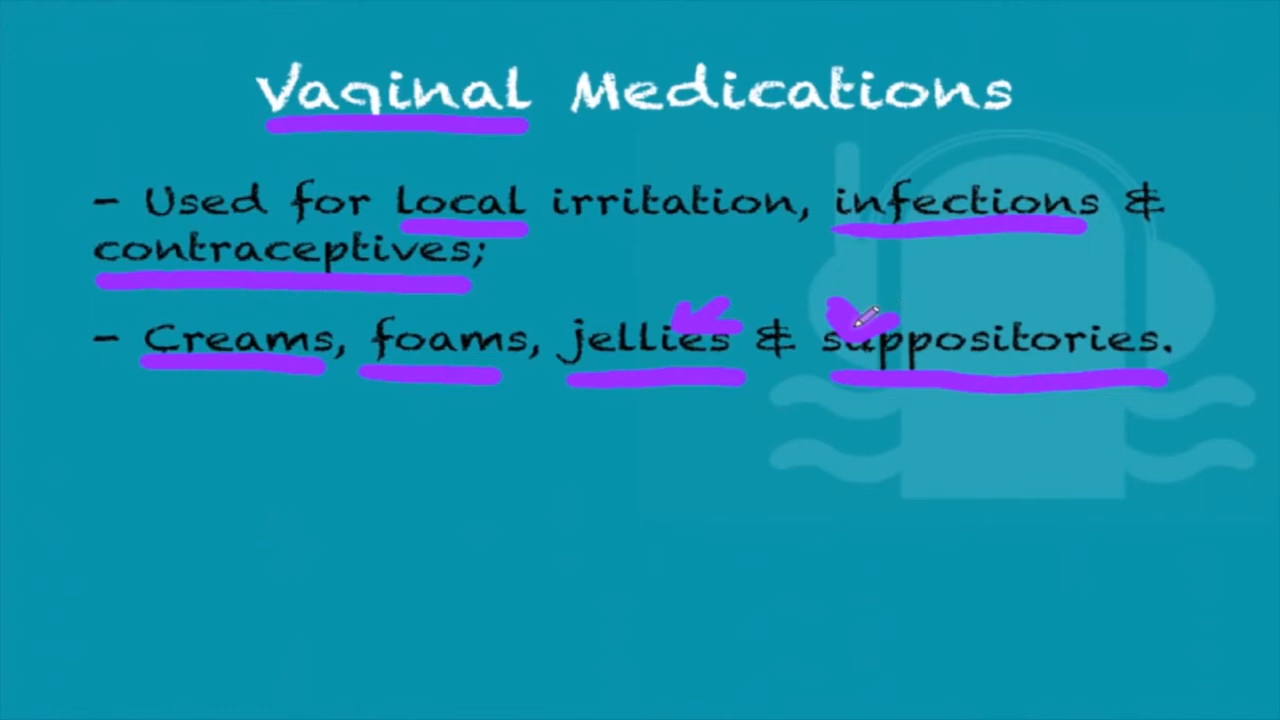 Vaginal Medications
- Used for local irritation, infections &
contraceptives;
- Creams, foams, jellies & suppositories.